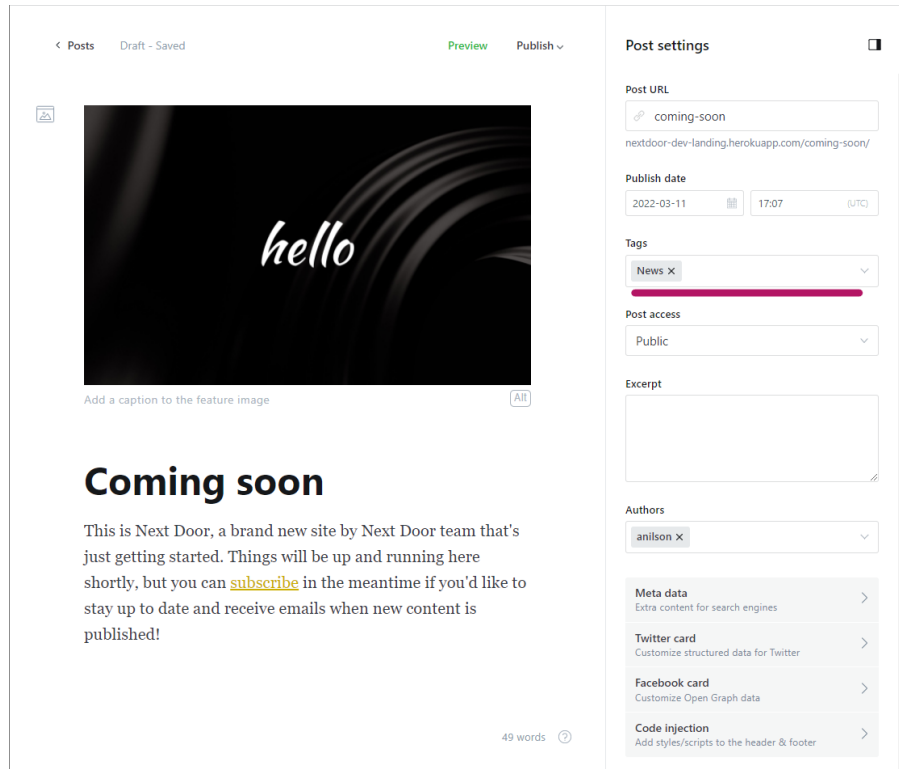 Posts
Draft - Saved
Preview
Publish
hello
Add a caption to the feature image
Alt
Coming soon
This is Next Door, a brand new site by Next Door team that's
just getting started. Things will be up and running here
shortly, but you can subscribe in the meantime if you'd like to
stay up to date and receive emails when new content is
published!
49 words
?
Post settings
Post URL
coming-soon
nextdoor-dev-landing.herokuapp.com/coming-soon/
Publish date
2022-03-11
17:07
(UTC)
Tags
News ×
Post access
Public
Excerpt
Authors
anilson ×
Meta data
Extra content for search engines
Twitter card
Customize structured data for Twitter
Facebook card
Customize Open Graph data
Code injection
Add styles/scripts to the header & footer